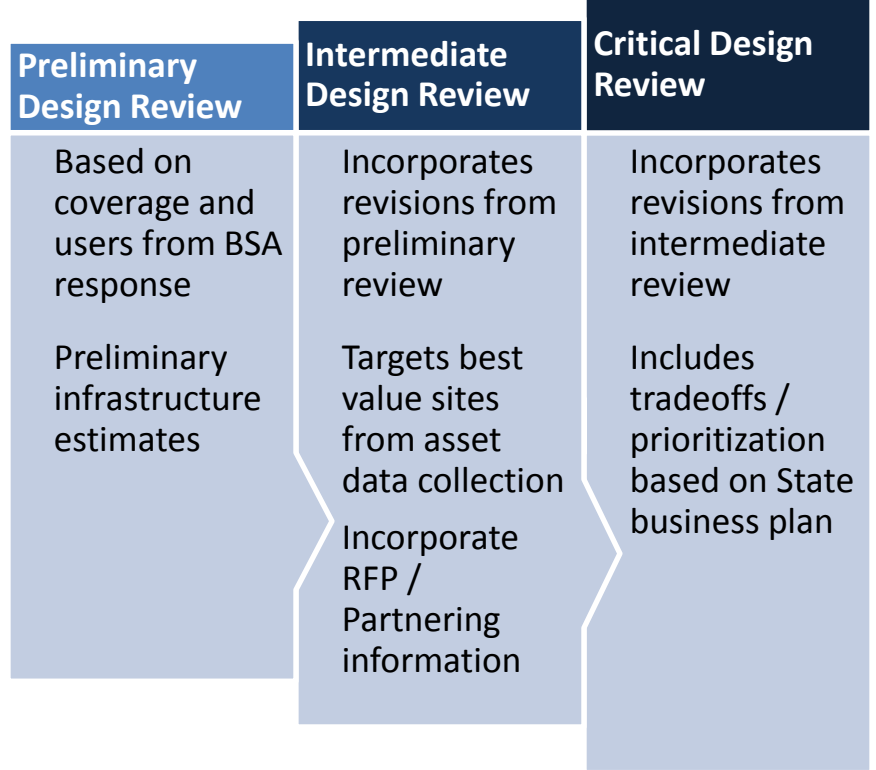 Preliminary
Design Review
Based on
coverage and
users from BSA
response
Preliminary
infrastructure
estimates
Intermediate
Design Review
Incorporates
revisions from
preliminary
review
Targets best
value sites
from asset
data collection
Incorporate
RFP /
Partnering
information
Critical Design
Review
Incorporates
revisions from
intermediate
review
Includes
tradeoffs /
prioritization
based on State
business plan